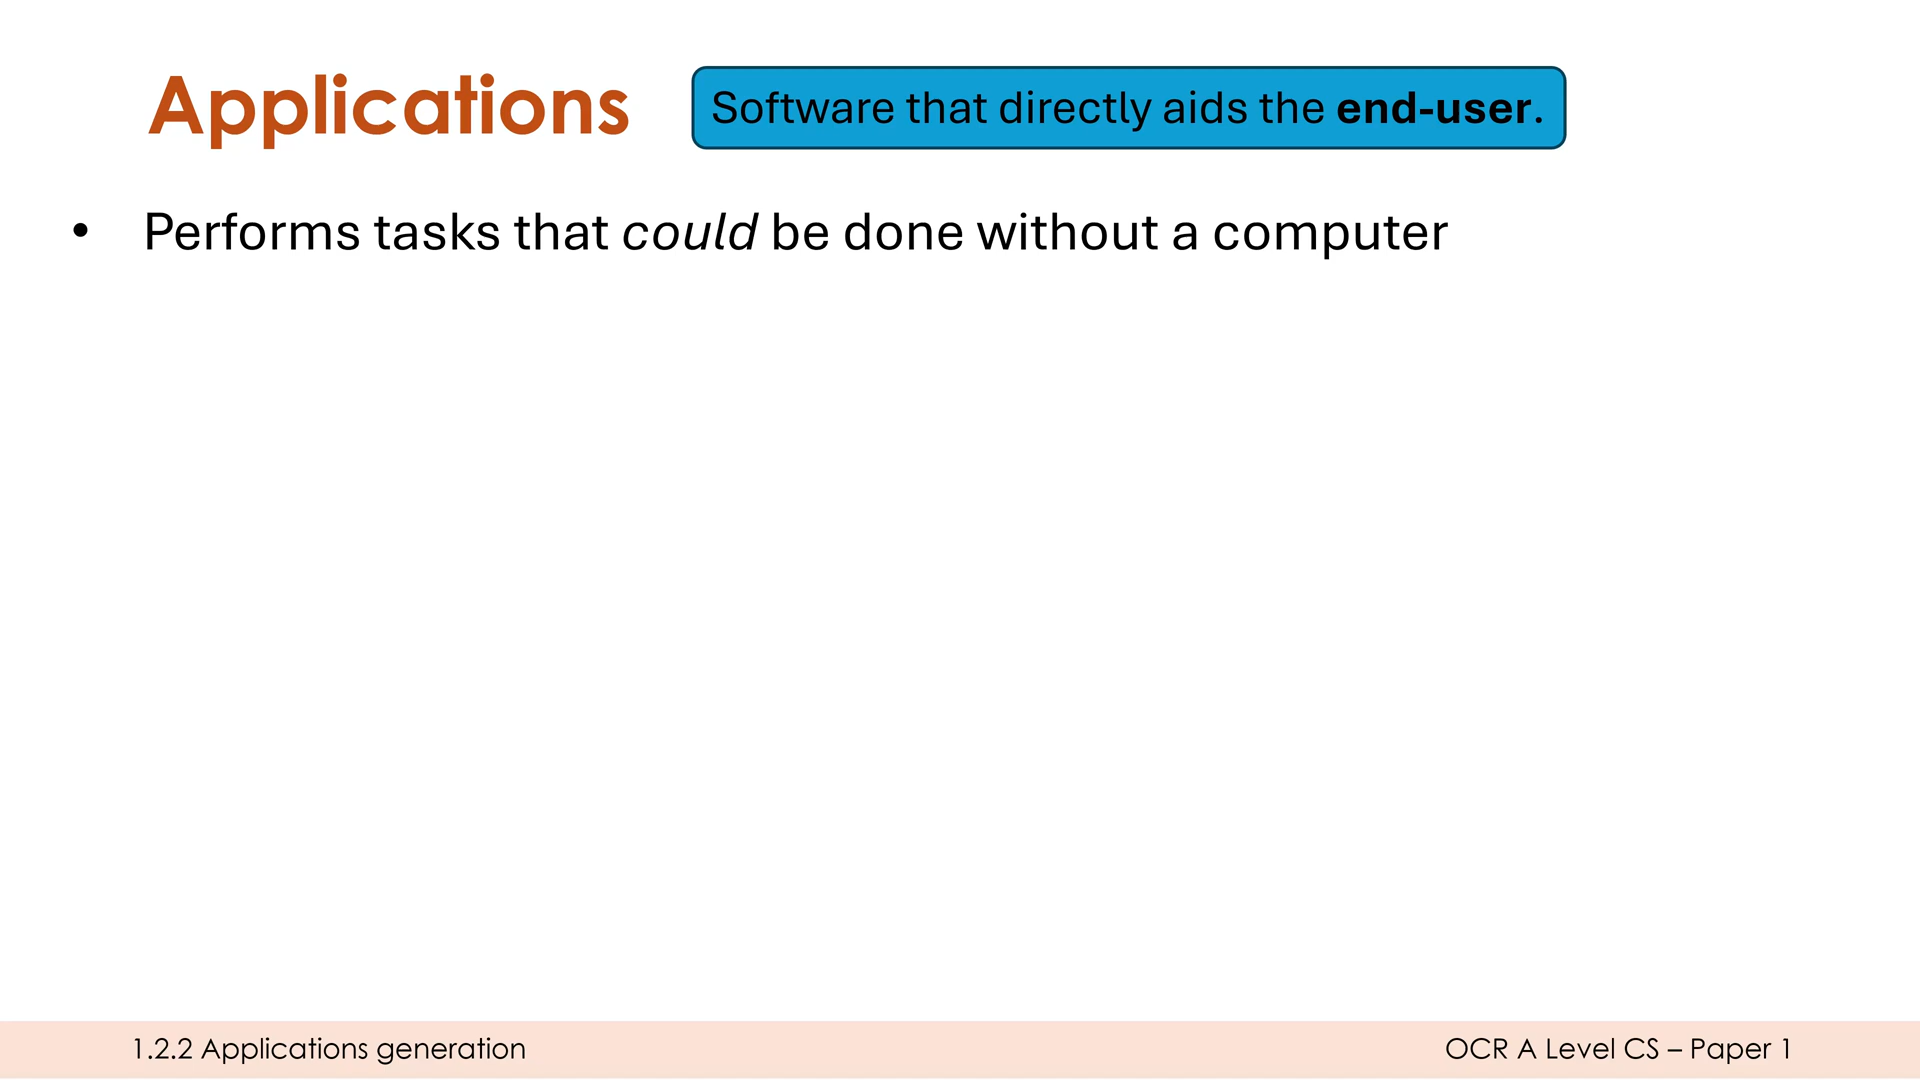 Applications
Software that directly aids the end-user.
• Performs tasks that could be done without a computer
1.2.2 Applications generation
OCR A Level CS – Paper 1